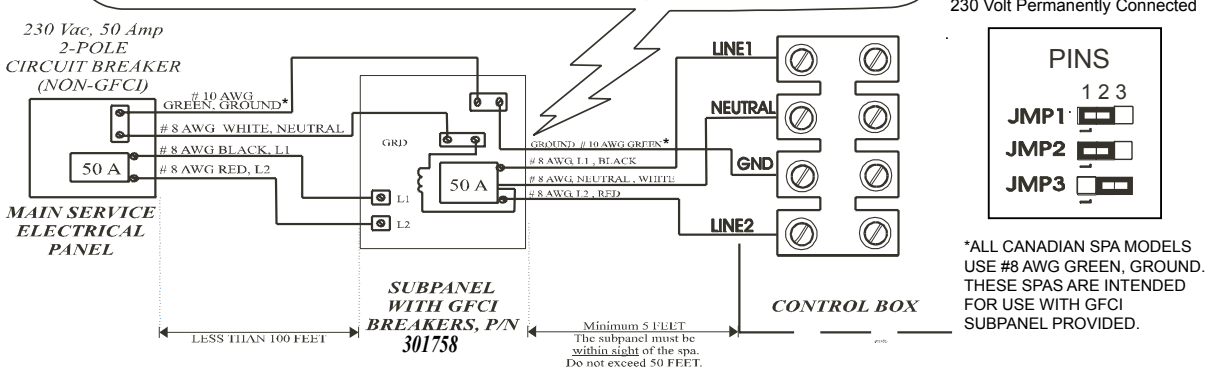 230 Volt Permanently Connected
230 Vac, 50 Amp
2-POLE
CIRCUIT BREAKER
(NON-GFCI)
# 10 AWG
GREEN, GROUND*
# 8 AWG WHITE, NEUTRAL
# 8 AWG BLACK, L1
# 8 AWG RED, L2
50 A
MAIN SERVICE
ELECTRICAL
PANEL
LESS THAN 100 FEET
GRD
50 A
L1
L2
SUBPANEL
WITH GFCI
BREAKERS, P/N
301758
GROUND # 10 AWG GREEN*
# 8 AWG, L1 , BLACK
# 8 AWG, NEUTRAL , WHITE
# 8 AWG, L2 , RED
Minimum 5 FEET
The subpanel must be
within sight of the spa.
Do not exceed 50 FEET.
LINE1
NEUTRAL
GND
LINE2
CONTROL BOX
PINS
1 2 3
JMP1
JMP2
JMP3
*ALL CANADIAN SPA MODELS
USE #8 AWG GREEN, GROUND.
THESE SPAS ARE INTENDED
FOR USE WITH GFCI
SUBPANEL PROVIDED.